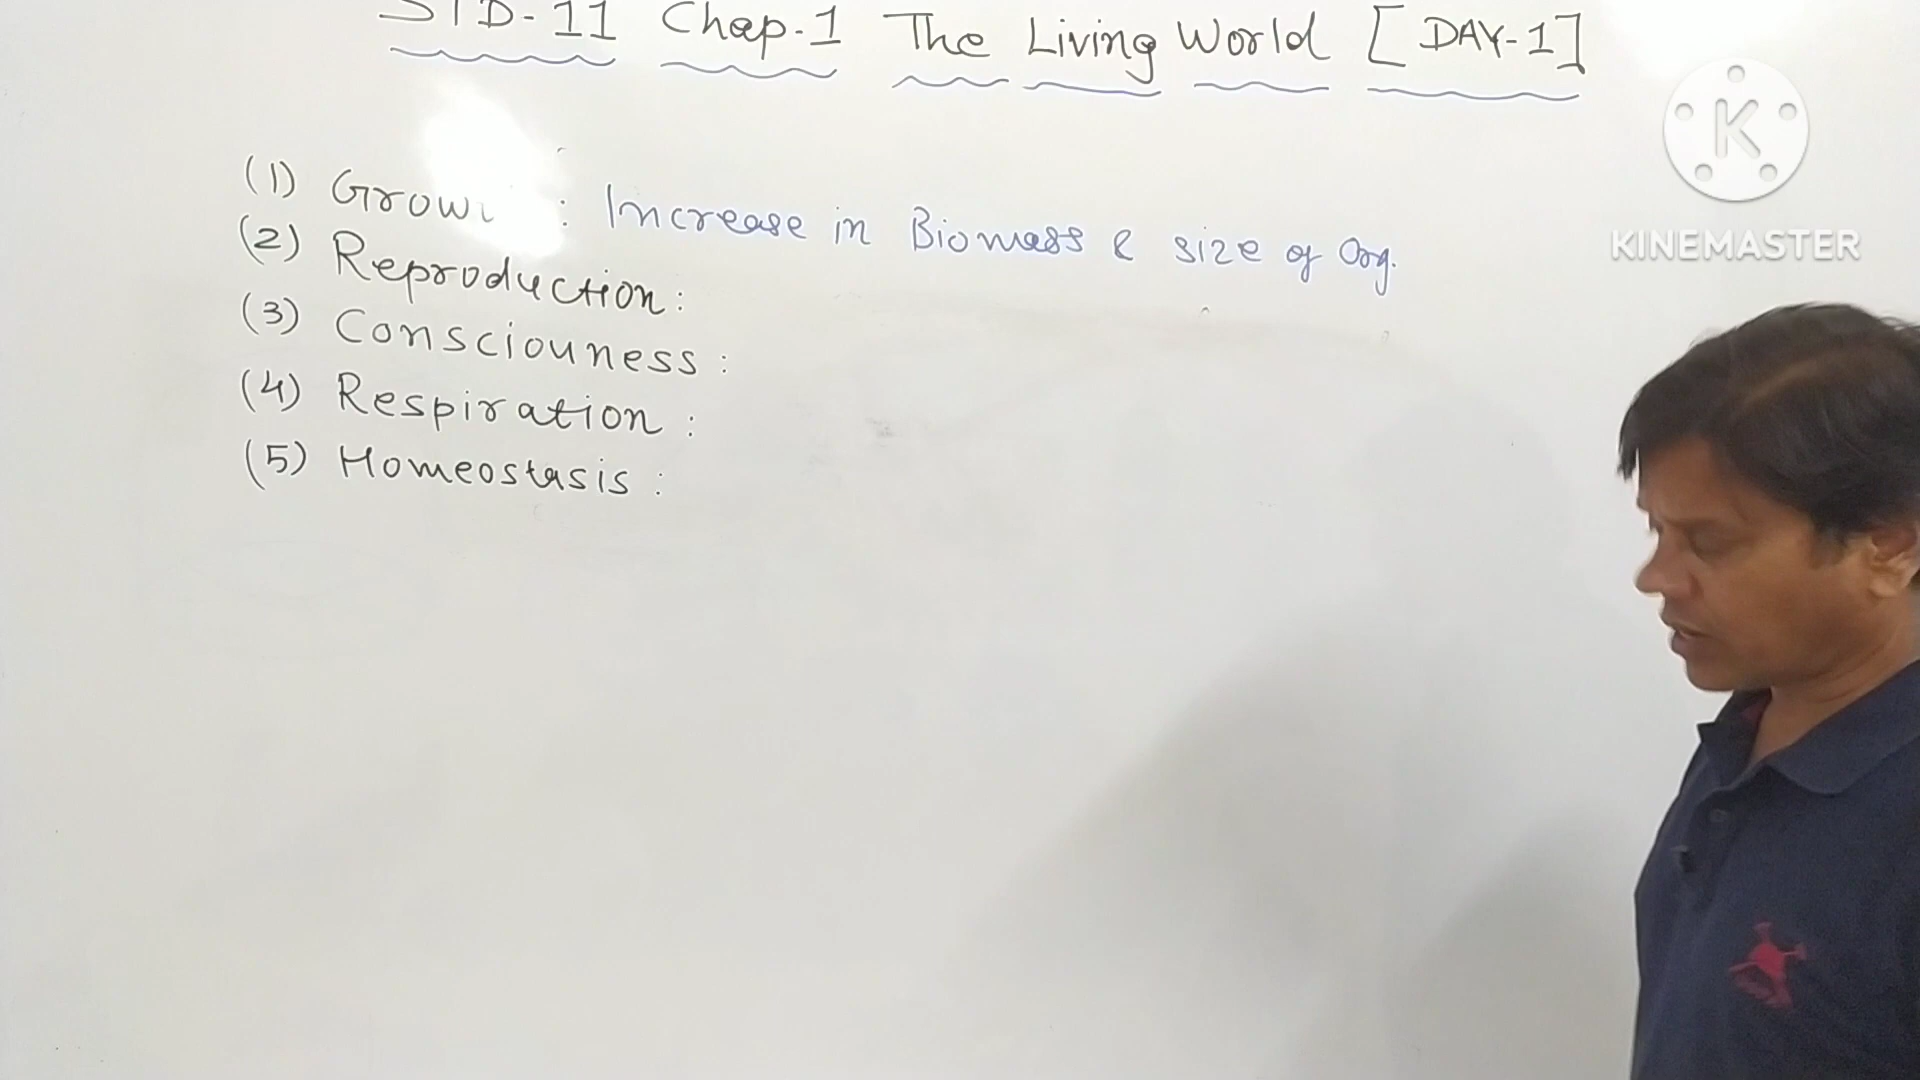 STD-11 Chap-1 The Living World [DAY-1]
(1) Grow : Increase in Biomass & size of Org.
(2) Reproduction:
(3) Consciouness:
(4) Respiration:
(5) Homeostasis:
K
KINEMASTER